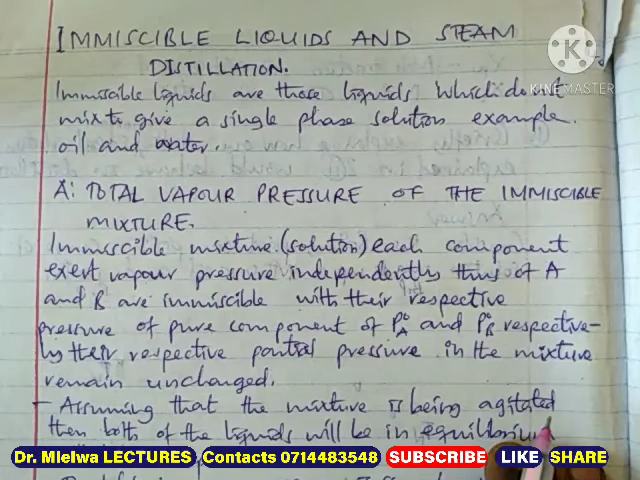 IMMISCIBLE LIQUIDS AND STEAM
DISTILLATION.
Immiscible liquids are those liquids which do not
mix to give a single phase solution example.
oil and water.
A: TOTAL VAPOUR PRESSURE OF THE IMMISCIBLE
MIXTURE.
Immiscible mixture (solution) each component
exert vapour pressure independently thus if A
and B are immiscible with their respective
pressure of pure component of P°A and P°B respective-
ly their respective partial pressure in the mixture
remain unchanged.
- Assuming that the mixture is being agitated
then both of the liquids will be in equilibrium
KINEMASTER
Dr. Mlelwa LECTURES Contacts 0714483548 SUBSCRIBE LIKE SHARE